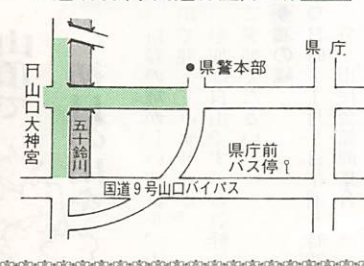 県庁
県警本部
山口大神宮
五十鈴川
県庁前
バス停
国道9号山口バイパス